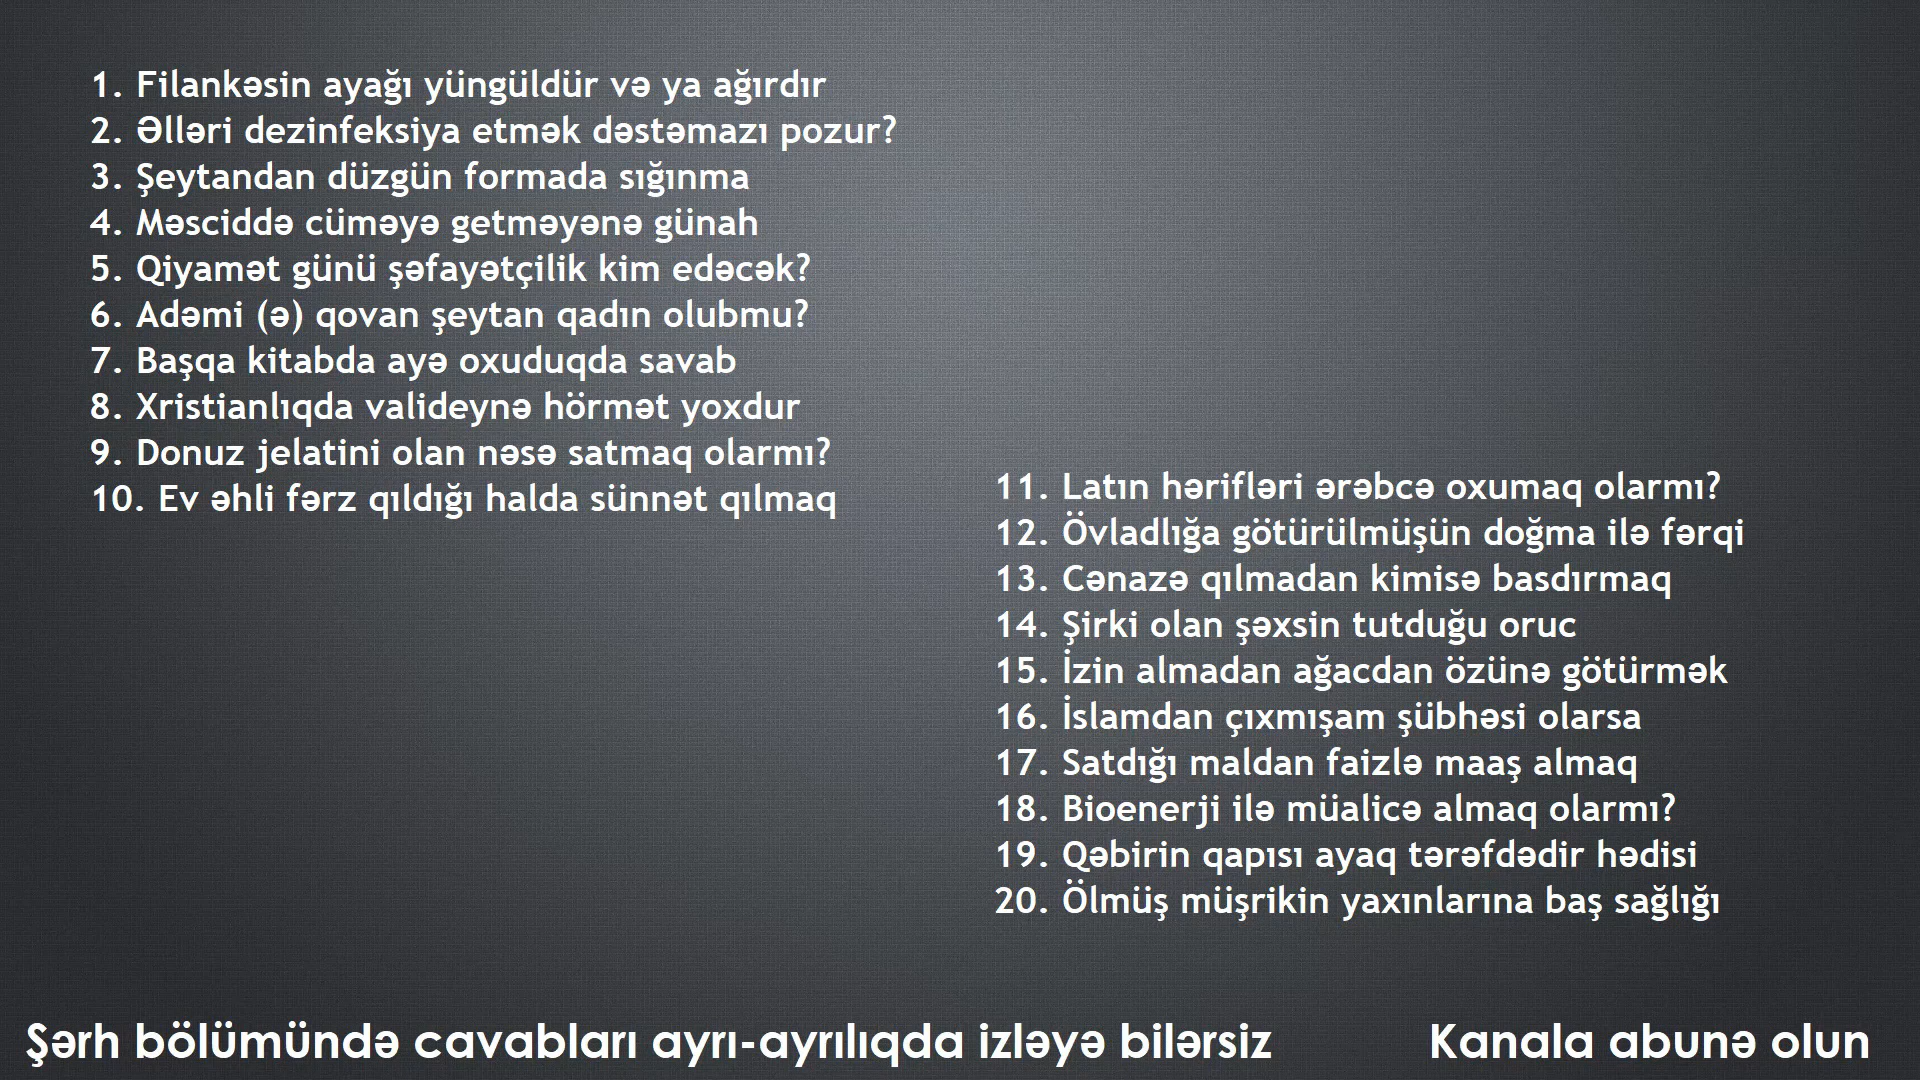 1. Filankəsin ayağı yüngüldür və ya ağırdır
2. Əlləri dezinfeksiya etmək dəstəmazı pozur?
3. Şeytandan düzgün formada sığınma
4. Məsciddə cüməyə getməyənə günah
5. Qiyamət günü şəfayətçilik kim edəcək?
6. Adəmi (ə) qovan şeytan qadın olubmu?
7. Başqa kitabda ayə oxuduqda savab
8. Xristianlıqda valideynə hörmət yoxdur
9. Donuz jelatini olan nəsə satmaq olarmı?
10. Ev əhli fərz qıldığı halda sünnət qılmaq
11. Latın hərifləri ərəbcə oxumaq olarmı?
12. Övladlığa götürülmüşün doğma ilə fərqi
13. Cənazə qılmadan kimisə basdırmaq
14. Şirki olan şəxsin tutduğu oruc
15. İzin almadan ağacdan özünə götürmək
16. İslamdan çıxmışam şübhəsi olarsa
17. Satdığı maldan faizlə maaş almaq
18. Bioenerji ilə müalicə almaq olarmı?
19. Qəbirin qapısı ayaq tərəfdədir hədisi
20. Ölmüş müşrikin yaxınlarına baş sağlığı
Şərh bölümündə cavabları ayrı-ayrılıqda izləyə bilərsiz
Kanala abunə olun